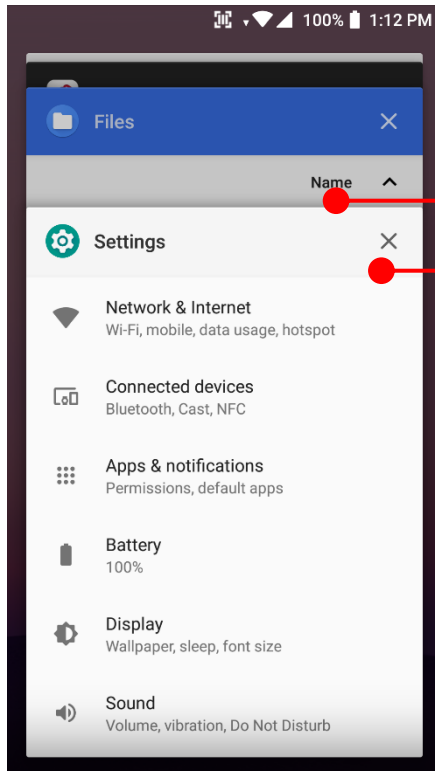 100% 1:12 PM
Files
Name
Settings
Network & Internet
Wi-Fi, mobile, data usage, hotspot
Connected devices
Bluetooth, Cast, NFC
Apps & notifications
Permissions, default apps
Battery
100%
Display
Wallpaper, sleep, font size
Sound
Volume, vibration, Do Not Disturb